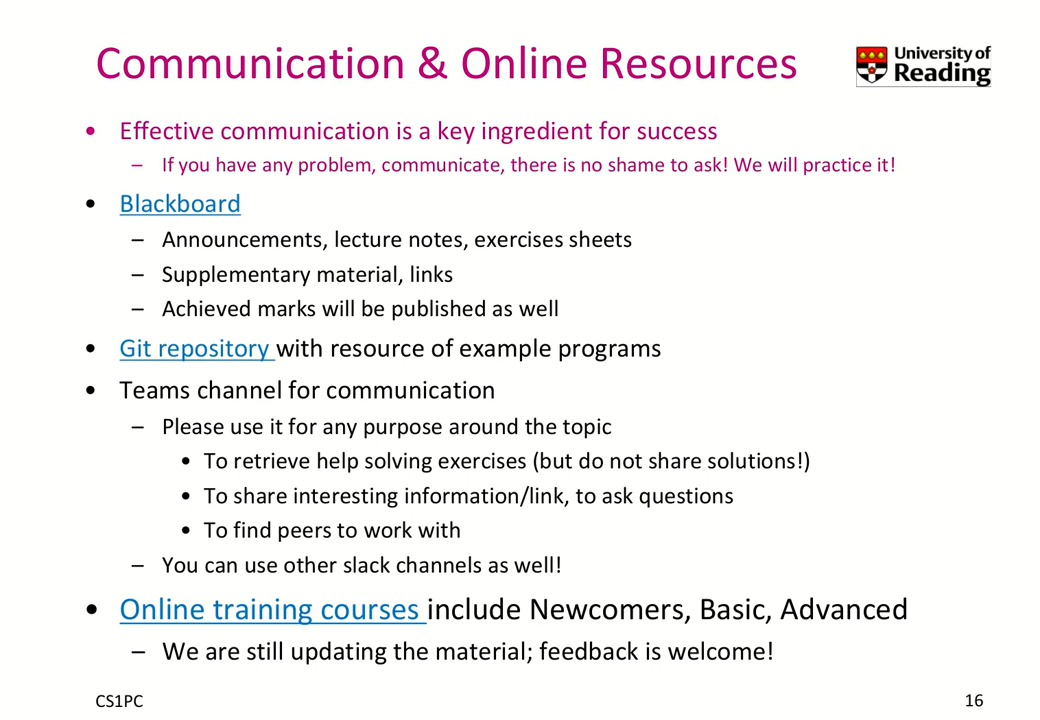 Communication & Online Resources
University of
Reading
• Effective communication is a key ingredient for success
– If you have any problem, communicate, there is no shame to ask! We will practice it!
• Blackboard
– Announcements, lecture notes, exercises sheets
– Supplementary material, links
– Achieved marks will be published as well
• Git repository with resource of example programs
• Teams channel for communication
– Please use it for any purpose around the topic
• To retrieve help solving exercises (but do not share solutions!)
• To share interesting information/link, to ask questions
• To find peers to work with
– You can use other slack channels as well!
• Online training courses include Newcomers, Basic, Advanced
– We are still updating the material; feedback is welcome!
CS1PC
16